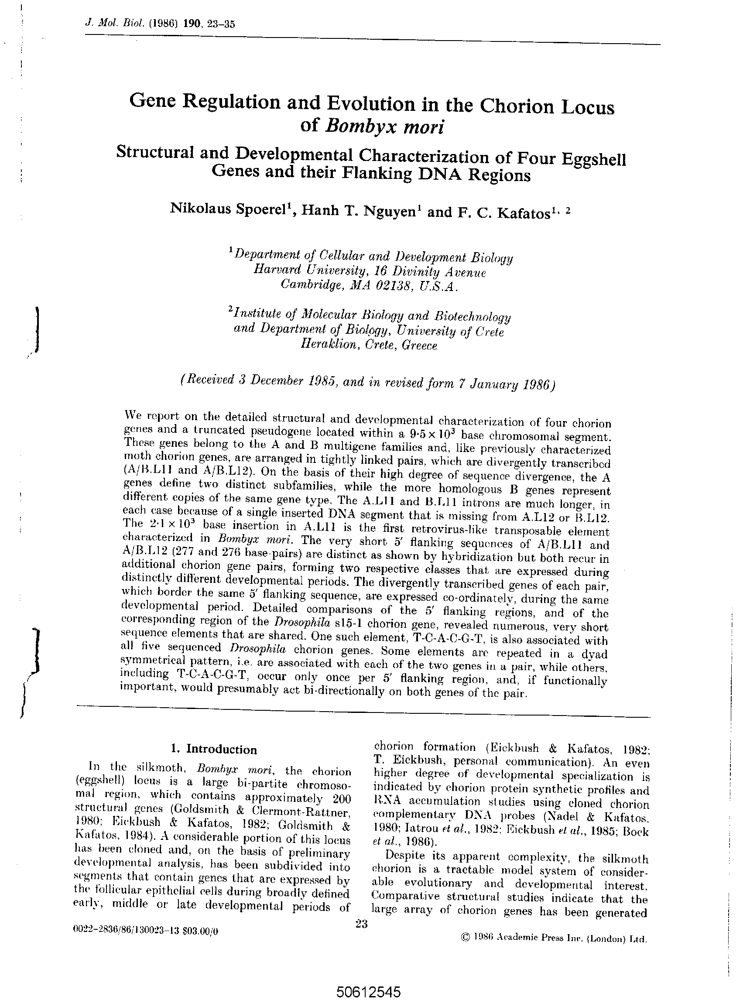 J. Mol. Biol. (1986) 190, 23–35
Gene Regulation and Evolution in the Chorion Locus
of Bombyx mori
Structural and Developmental Characterization of Four Eggshell
Genes and their Flanking DNA Regions
Nikolaus Spoerel¹, Hanh T. Nguyen¹ and F. C. Kafatos¹, ²
¹Department of Cellular and Development Biology
Harvard University, 16 Divinity Avenue
Cambridge, MA 02138, U.S.A.
²Institute of Molecular Biology and Biotechnology
and Department of Biology, University of Crete
Heraklion, Crete, Greece
(Received 3 December 1985, and in revised form 7 January 1986)
We report on the detailed structural and developmental characterization of four chorion
genes and a truncated pseudogene located within a 9·5 × 10³ base chromosomal segment.
These genes belong to the A and B multigene families and, like previously characterized
moth chorion genes, are arranged in tightly linked pairs, which are divergently transcribed
(A/B.L11 and A/B.L12). On the basis of their high degree of sequence divergence, the A
genes define two distinct subfamilies, while the more homologous B genes represent
different copies of the same gene type. The A.L11 and B.L11 introns are much longer, in
each case because of a single inserted DNA segment that is missing from A.L12 or B.L12.
The 2·1 × 10³ base insertion in A.L11 is the first retrovirus-like transposable element
characterized in Bombyx mori. The very short 5′ flanking sequences of A/B.L11 and
A/B.L12 (277 and 276 base-pairs) are distinct as shown by hybridization but both recur in
additional chorion gene pairs, forming two respective classes that are expressed during
distinctly different developmental periods. The divergently transcribed genes of each pair,
which border the same 5′ flanking sequence, are expressed co-ordinately, during the same
developmental period. Detailed comparisons of the 5′ flanking regions, and of the
corresponding region of the Drosophila s15-1 chorion gene, revealed numerous, very short
sequence elements that are shared. One such element, T-C-A-C-G-T, is also associated with
all five sequenced Drosophila chorion genes. Some elements are repeated in a dyad
symmetrical pattern, i.e. are associated with each of the two genes in a pair, while others,
including T-C-A-C-G-T, occur only once per 5′ flanking region, and, if functionally
important, would presumably act bi-directionally on both genes of the pair.
1. Introduction
In the silkmoth, Bombyx mori, the chorion
(eggshell) locus is a large bi-partite chromoso-
mal region, which contains approximately 200
structural genes (Goldsmith & Clermont-Rattner,
1980; Eickbush & Kafatos, 1982; Goldsmith &
Kafatos, 1984). A considerable portion of this locus
has been cloned and, on the basis of preliminary
developmental analysis, has been subdivided into
segments that contain genes that are expressed by
the follicular epithelial cells during broadly defined
early, middle or late developmental periods of
chorion formation (Eickbush & Kafatos, 1982;
T. Eickbush, personal communication). An even
higher degree of developmental specialization is
indicated by chorion protein synthetic profiles and
RNA accumulation studies using cloned chorion
complementary DNA probes (Nadel & Kafatos,
1980; Iatrou et al., 1982; Eickbush et al., 1985; Bock
et al., 1986).
Despite its apparent complexity, the silkmoth
chorion is a tractable model system of consider-
able evolutionary and developmental interest.
Comparative structural studies indicate that the
large array of chorion genes has been generated
0022–2836/86/130023–13 $03.00/0
23
© 1986 Academic Press Inc. (London) Ltd.
50612545